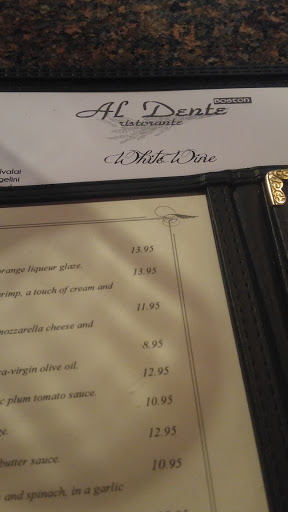 Al Dente BOSTON
ristorante
White Wine
13.95
orange liqueur glaze. 13.95
a touch of cream and
11.95
mozzarella cheese and
8.95
olive oil. 12.95
plum tomato sauce. 10.95
12.95
butter sauce. 10.95
and spinach, in a garlic